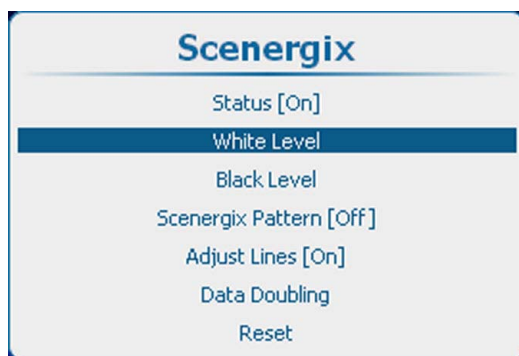 Scenergix
Status [On]
White Level
Black Level
Scenergix Pattern [Off]
Adjust Lines [On]
Data Doubling
Reset